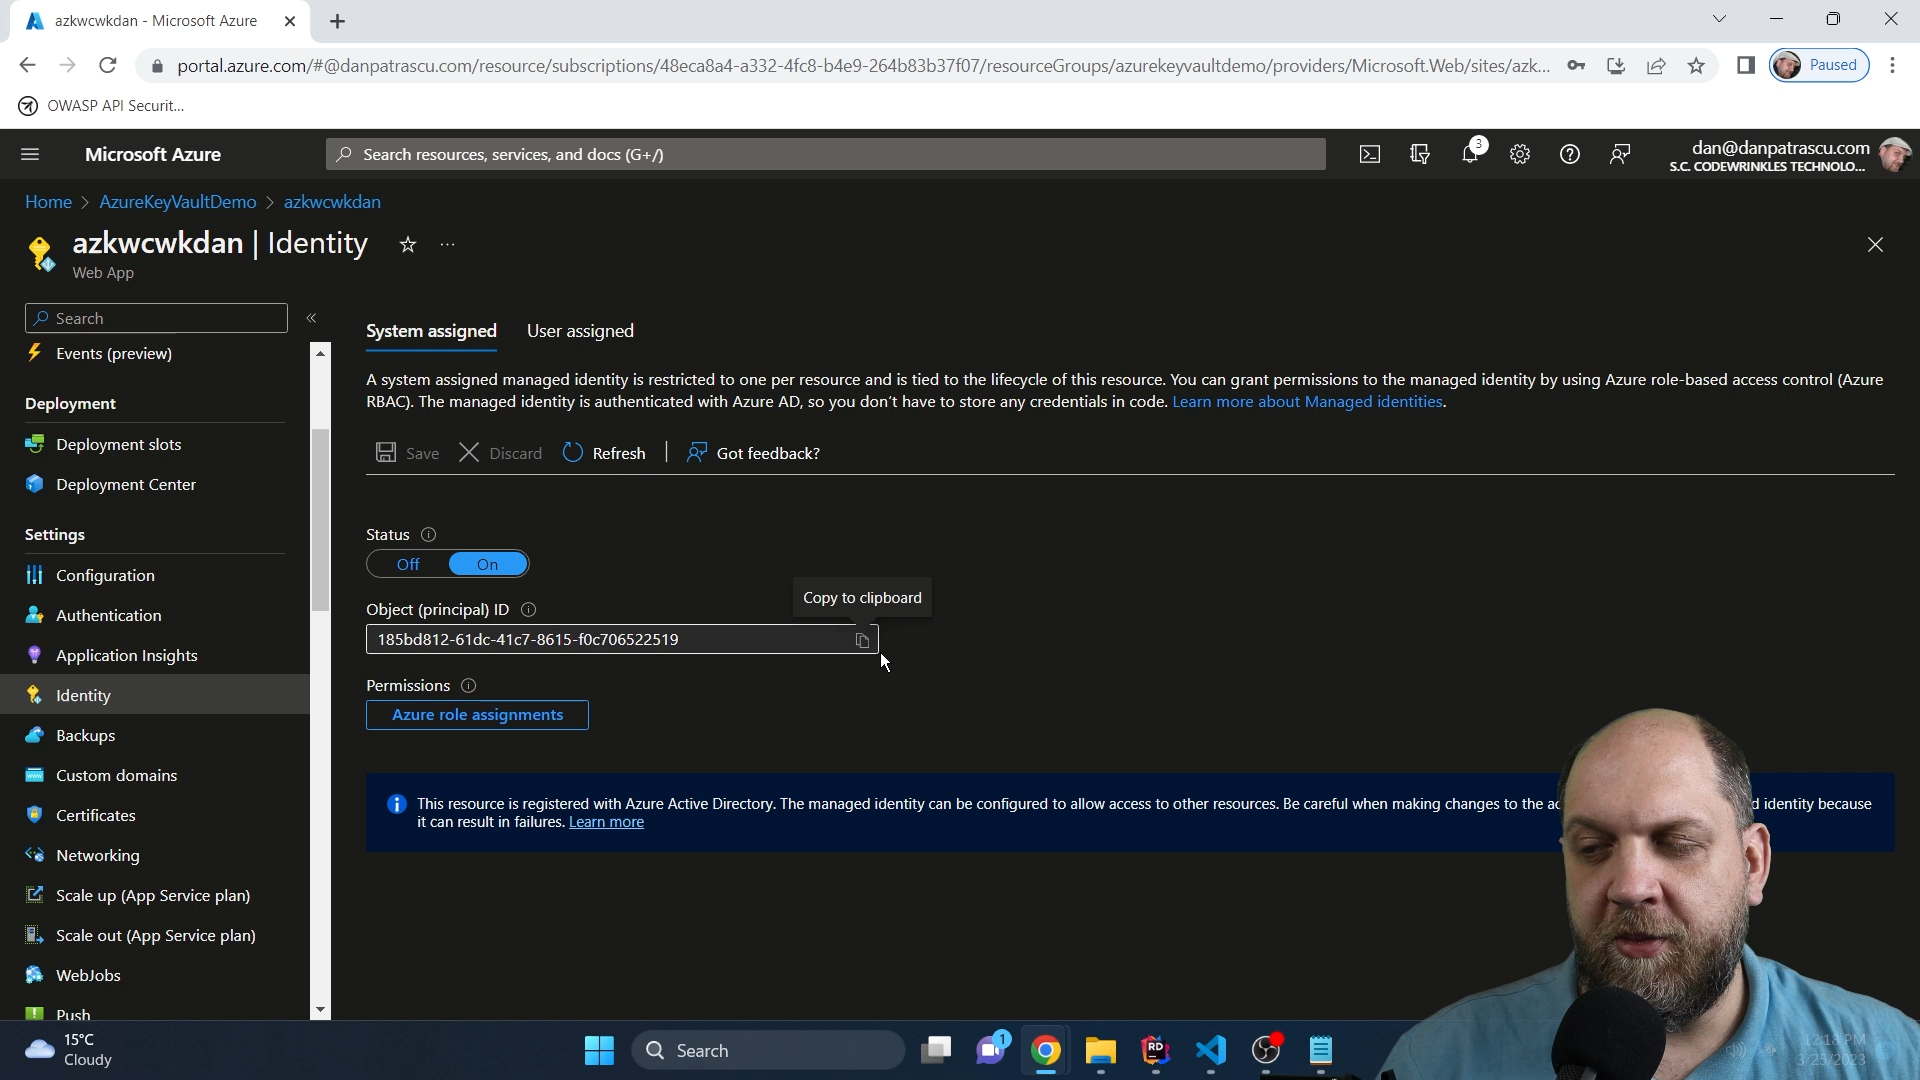 azkwcwkdan - Microsoft Azure
portal.azure.com/#@danpatrascu.com/resource/subscriptions/48eca8a4-a332-4fc8-b4e9-264b83b37f07/resourceGroups/azurekeyvaultdemo/providers/Microsoft.Web/sites/azk...
Paused
OWASP API Securit...
Microsoft Azure
Search resources, services, and docs (G+/)
3
dan@danpatrascu.com
S.C. CODEWRINKLES TECHNOLO...
Home > AzureKeyVaultDemo > azkwcwkdan
azkwcwkdan | Identity
Web App
Search
Events (preview)
Deployment
Deployment slots
Deployment Center
Settings
Configuration
Authentication
Application Insights
Identity
Backups
Custom domains
Certificates
Networking
Scale up (App Service plan)
Scale out (App Service plan)
WebJobs
Push
System assigned
User assigned
A system assigned managed identity is restricted to one per resource and is tied to the lifecycle of this resource. You can grant permissions to the managed identity by using Azure role-based access control (Azure
RBAC). The managed identity is authenticated with Azure AD, so you don't have to store any credentials in code. Learn more about Managed identities.
Save
Discard
Refresh
Got feedback?
Status
Off
On
Copy to clipboard
Object (principal) ID
185bd812-61dc-41c7-8615-f0c706522519
Permissions
Azure role assignments
This resource is registered with Azure Active Directory. The managed identity can be configured to allow access to other resources. Be careful when making changes to the
identity because
it can result in failures. Learn more
15°C
Cloudy
Search
1
RD
12:18 PM
3/25/2023